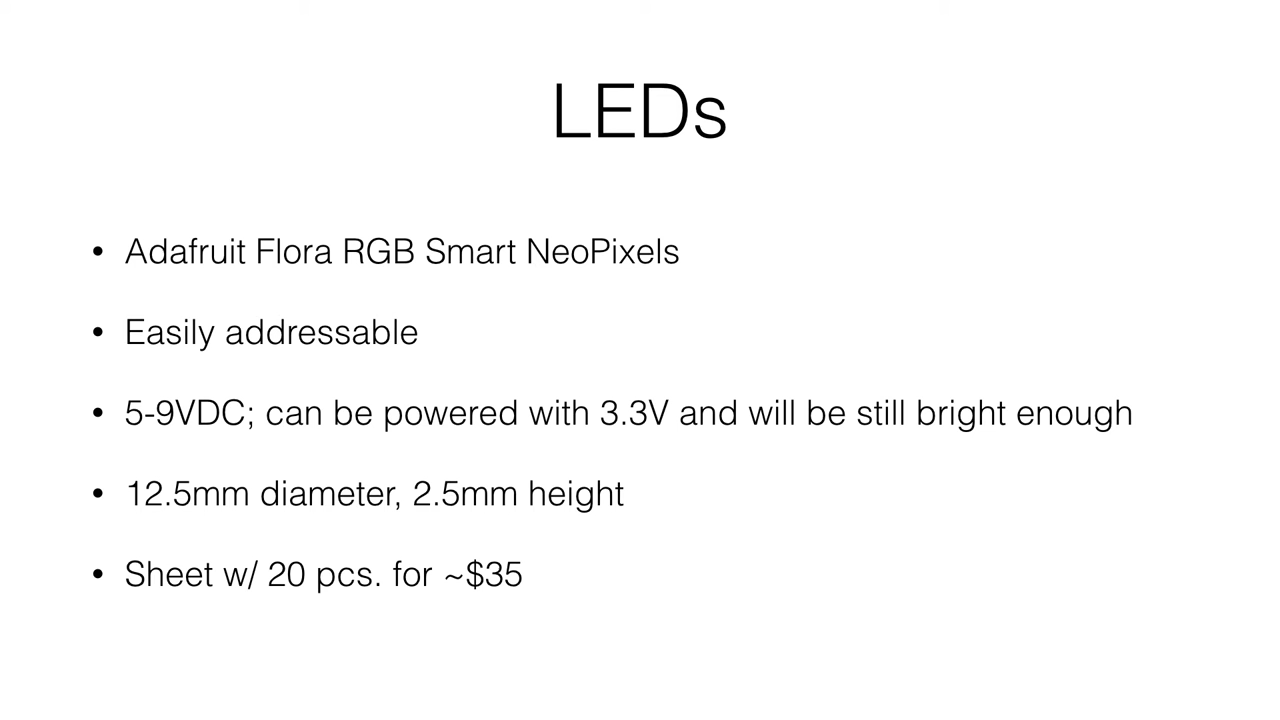 LEDs
• Adafruit Flora RGB Smart NeoPixels
• Easily addressable
• 5-9VDC; can be powered with 3.3V and will be still bright enough
• 12.5mm diameter, 2.5mm height
• Sheet w/ 20 pcs. for ~$35